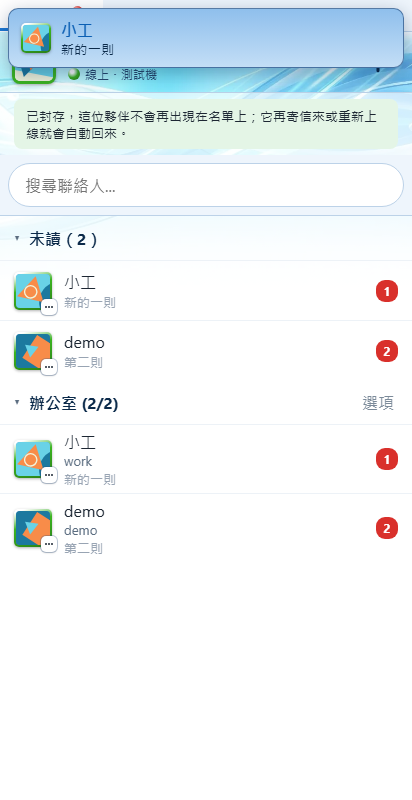 小工
新的一則
線上 · 測試機
已封存，這位夥伴不會再出現在名單上；它再寄信來或重新上
線就會自動回來。
搜尋聯絡人...
未讀 ( 2 )
小工
新的一則
1
demo
第二則
2
辦公室 (2/2)
選項
小工
work
新的一則
1
demo
demo
第二則
2